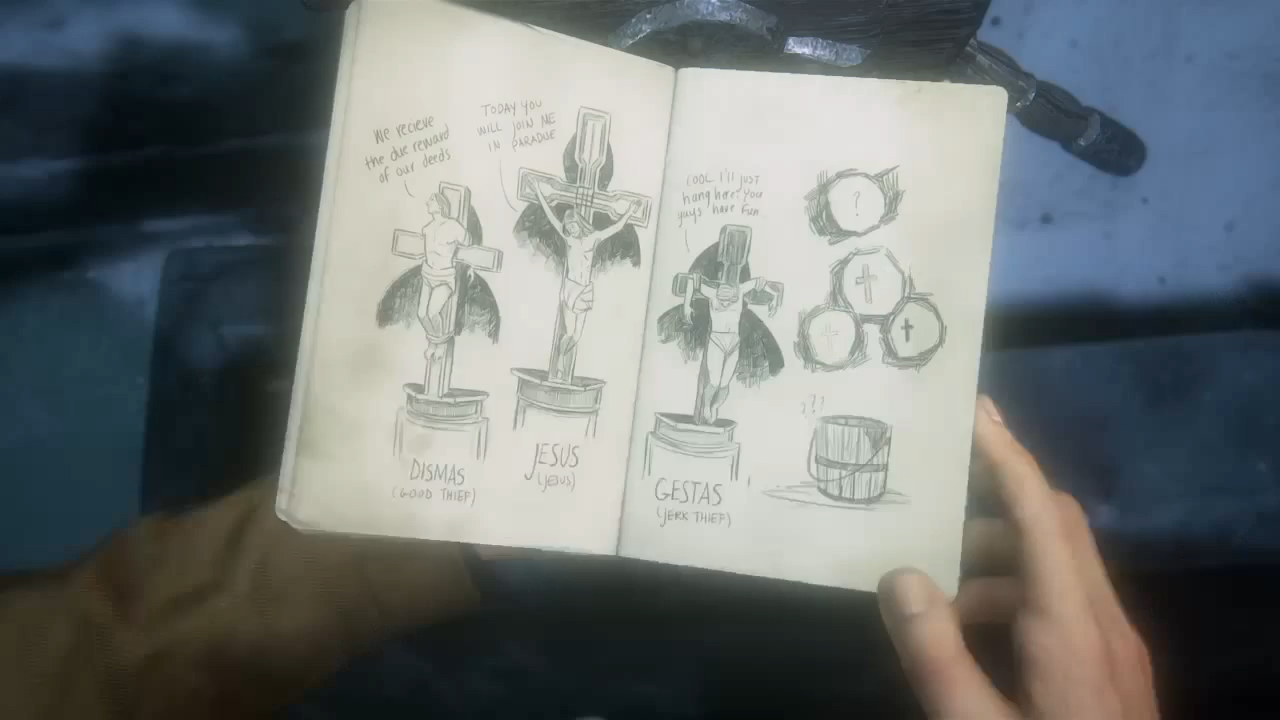 We recieve
the due reward
of our deeds
TODAY YOU
WILL JOIN ME
IN PARADISE
DISMAS
(GOOD THIEF)
JESUS
(JESUS)
COOL I'll just
hang here. You
guys have fun.
GESTAS
(JERK THIEF)
?
???